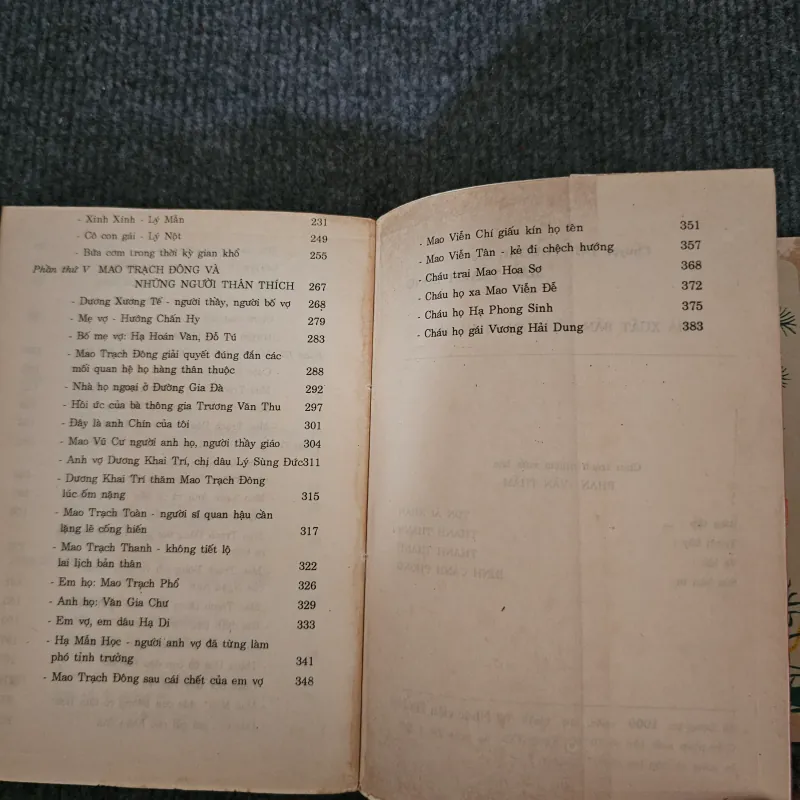 - Xinh Xinh - Lý Mẫn 231
- Cô con gái - Lý Nột 249
- Bữa cơm trong thời kỳ gian khổ 255
Phần thứ V MAO TRẠCH ĐÔNG VÀ
NHỮNG NGƯỜI THÂN THÍCH 267
- Dương Xương Tế - người thầy, người bố vợ 268
- Mẹ vợ - Hướng Chấn Hy 279
- Bố mẹ vợ: Hạ Hoán Văn, Đỗ Tú 283
- Mao Trạch Đông giải quyết đúng đắn các
mối quan hệ họ hàng thân thuộc 288
- Nhà họ ngoại ở Đường Gia Đà 292
- Hồi ức của bà thông gia Trương Văn Thu 297
- Đây là anh Chín của tôi 301
- Mao Vũ Cư người anh họ, người thầy giáo 304
- Anh vợ Dương Khai Trí, chị dâu Lý Sùng Đức 311
- Dương Khai Trí thăm Mao Trạch Đông
lúc ốm nặng 315
- Mao Trạch Toàn - người sĩ quan hậu cần
lặng lẽ cống hiến 317
- Mao Trạch Thanh - không tiết lộ
lai lịch bản thân 322
- Em họ: Mao Trạch Phổ 326
- Anh họ: Văn Gia Chư 329
- Em vợ, em dâu Hạ Di 333
- Hạ Mẫn Học - người anh vợ đã từng làm
phó tỉnh trưởng 341
- Mao Trạch Đông sau cái chết của em vợ 348
- Mao Viễn Chí giấu kín họ tên 351
- Mao Viễn Tân - kẻ đi chệch hướng 357
- Cháu trai Mao Hoa Sơ 368
- Cháu họ xa Mao Viễn Đễ 372
- Cháu họ Hạ Phong Sinh 375
- Cháu họ gái Vương Hải Dung 383